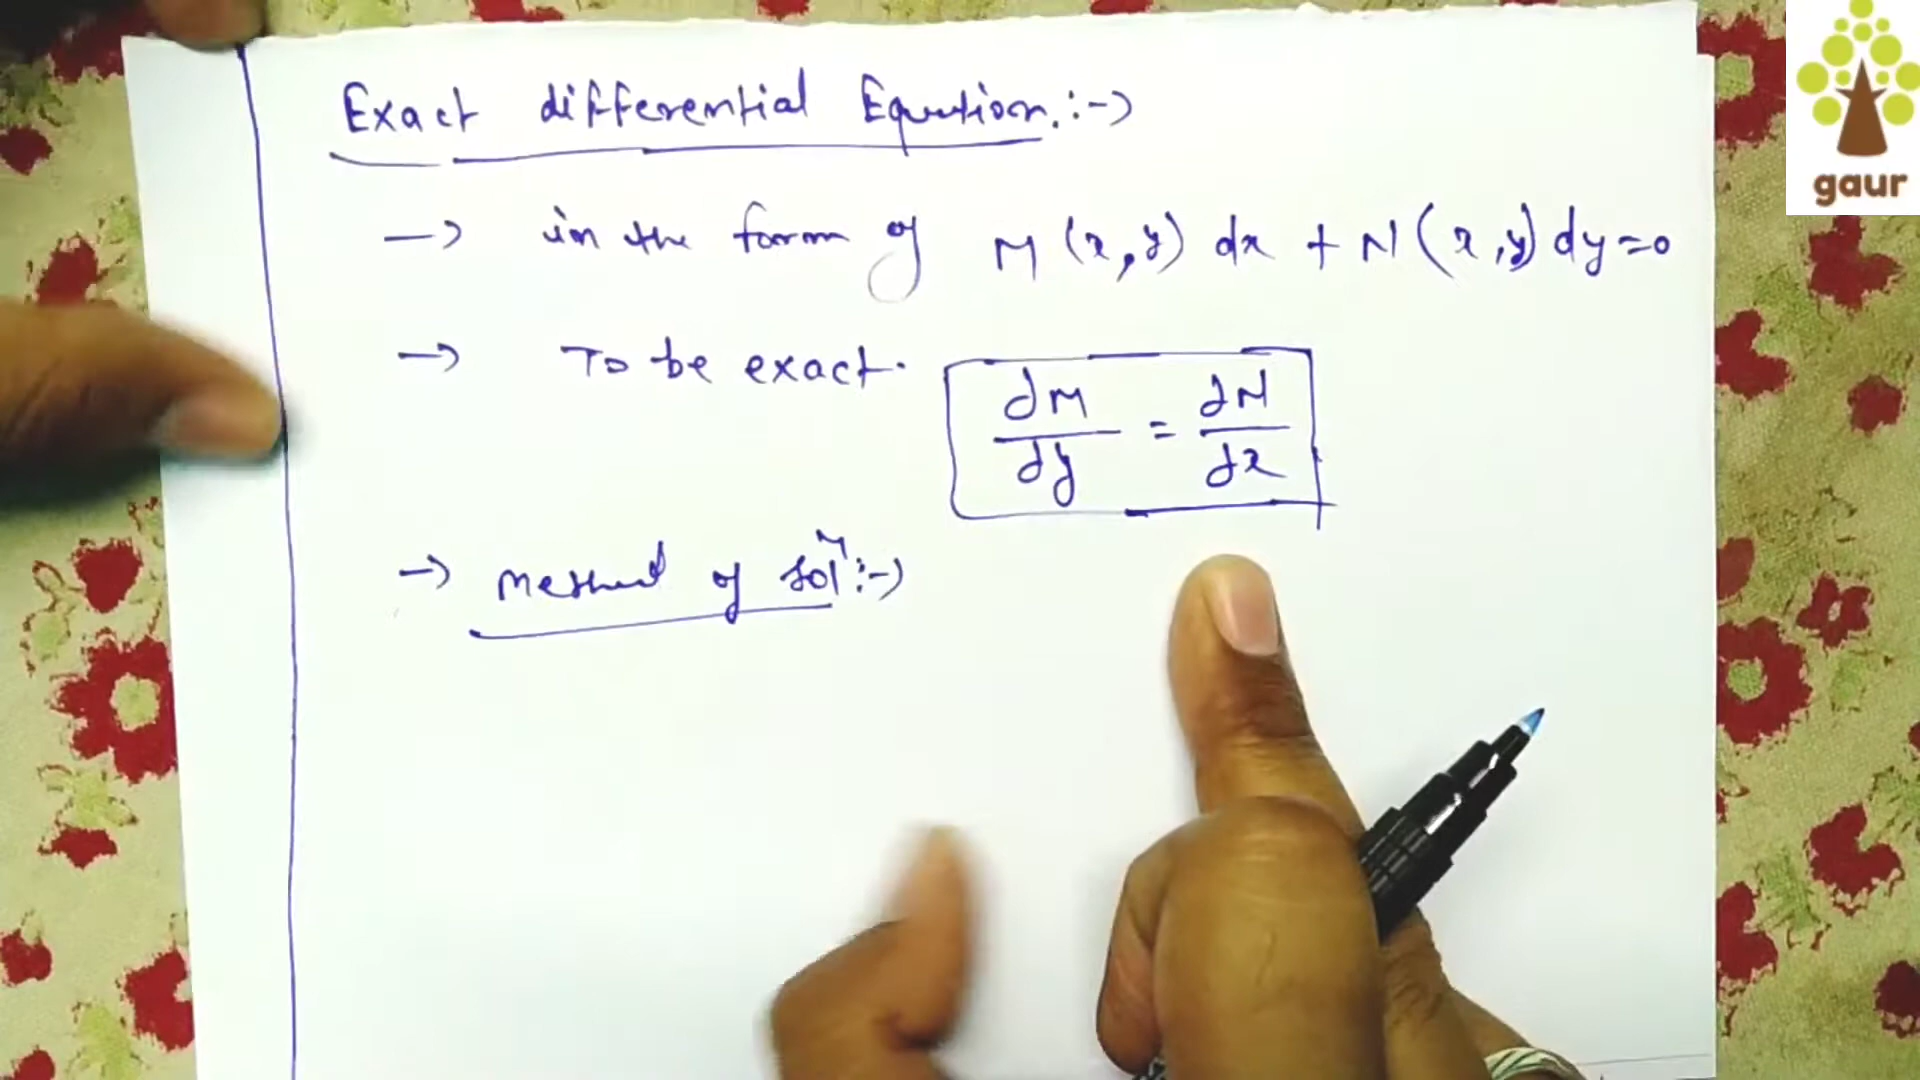 Exact differential Equation. :->
gaur
-> in the form of M(x,y) dx + N(x,y) dy=0
-> To be exact. ∂M/∂y = ∂N/∂x
-> Method of solⁿ :->